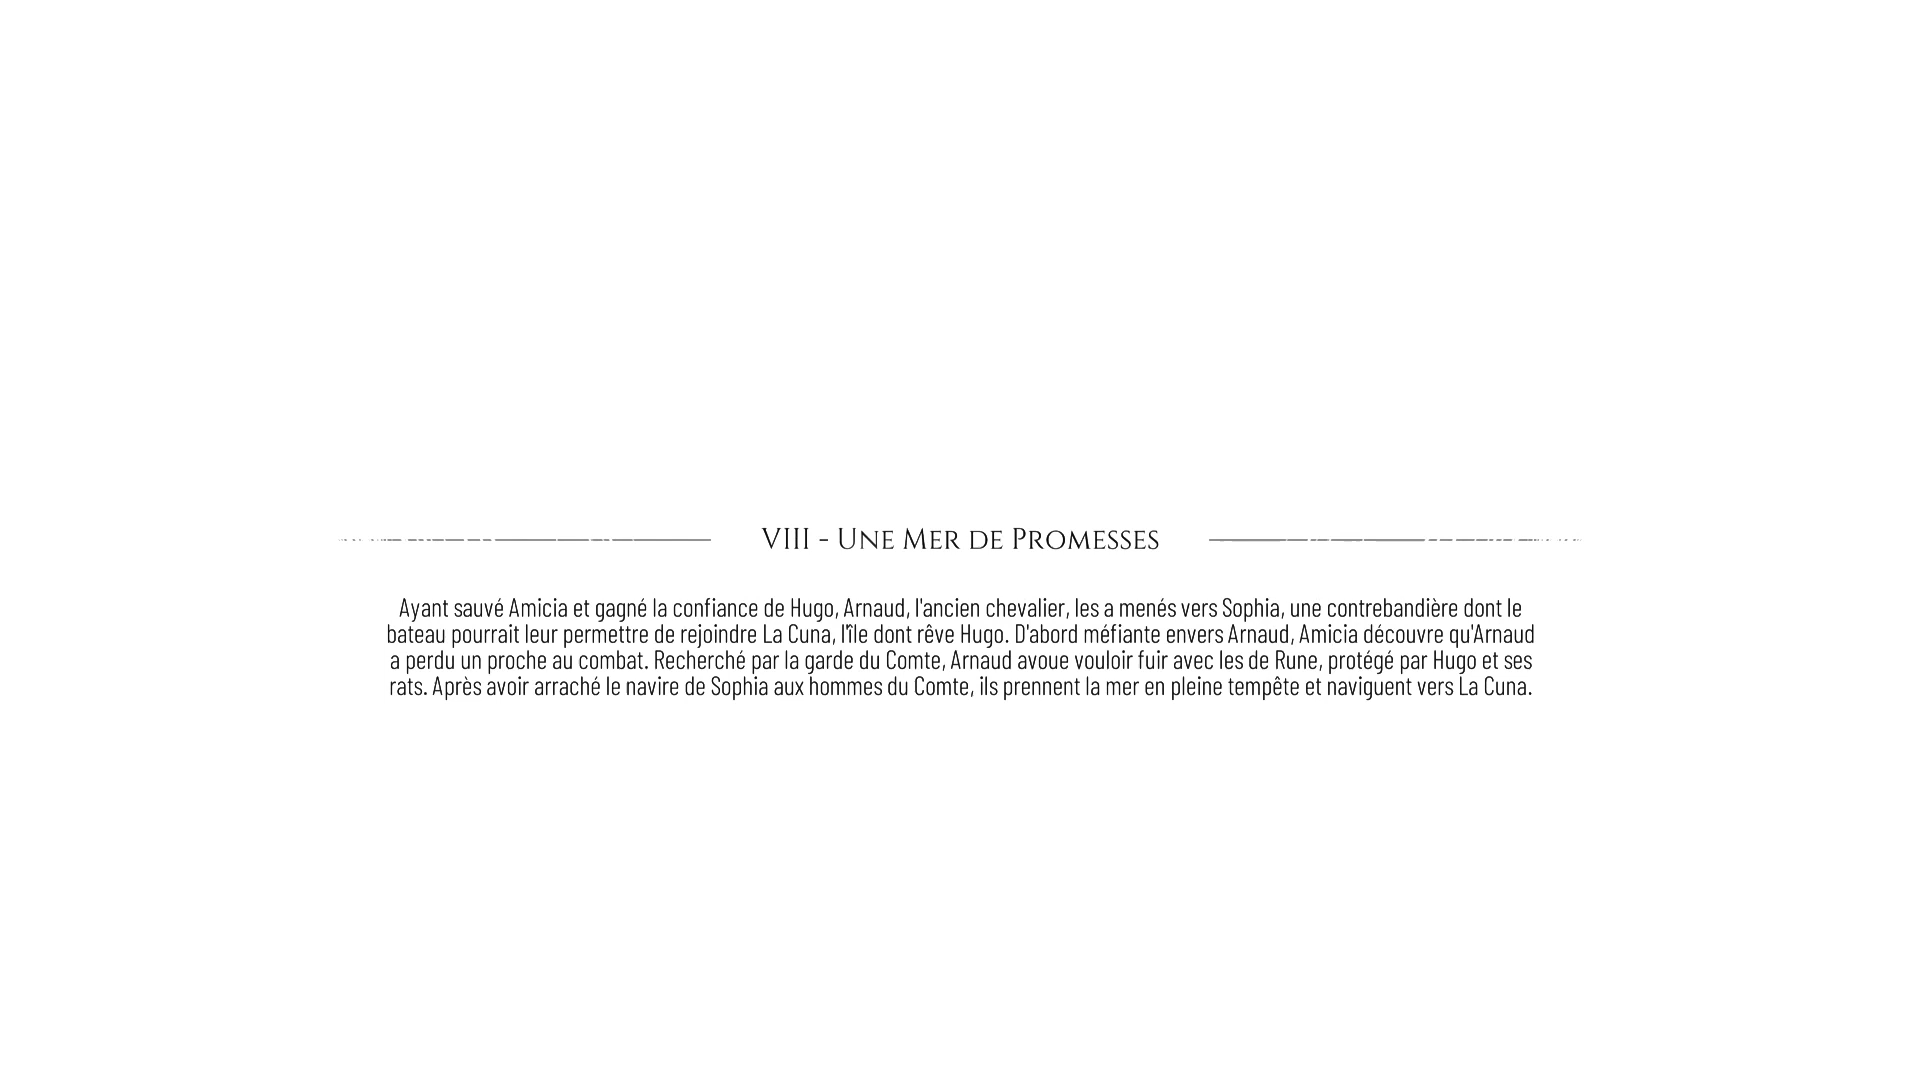 VIII - Une Mer de Promesses
Ayant sauvé Amicia et gagné la confiance de Hugo, Arnaud, l'ancien chevalier, les a menés vers Sophia, une contrebandière dont le
bateau pourrait leur permettre de rejoindre La Cuna, l'île dont rêve Hugo. D'abord méfiante envers Arnaud, Amicia découvre qu'Arnaud
a perdu un proche au combat. Recherché par la garde du Comte, Arnaud avoue vouloir fuir avec les de Rune, protégé par Hugo et ses
rats. Après avoir arraché le navire de Sophia aux hommes du Comte, ils prennent la mer en pleine tempête et naviguent vers La Cuna.